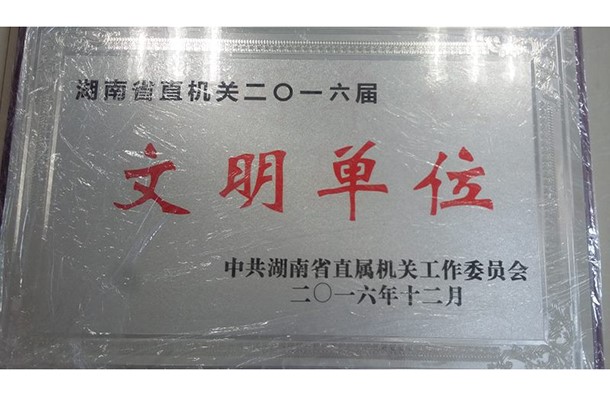 湖南省直机关二〇一六届
文明单位
中共湖南省直属机关工作委员会
二〇一六年十二月